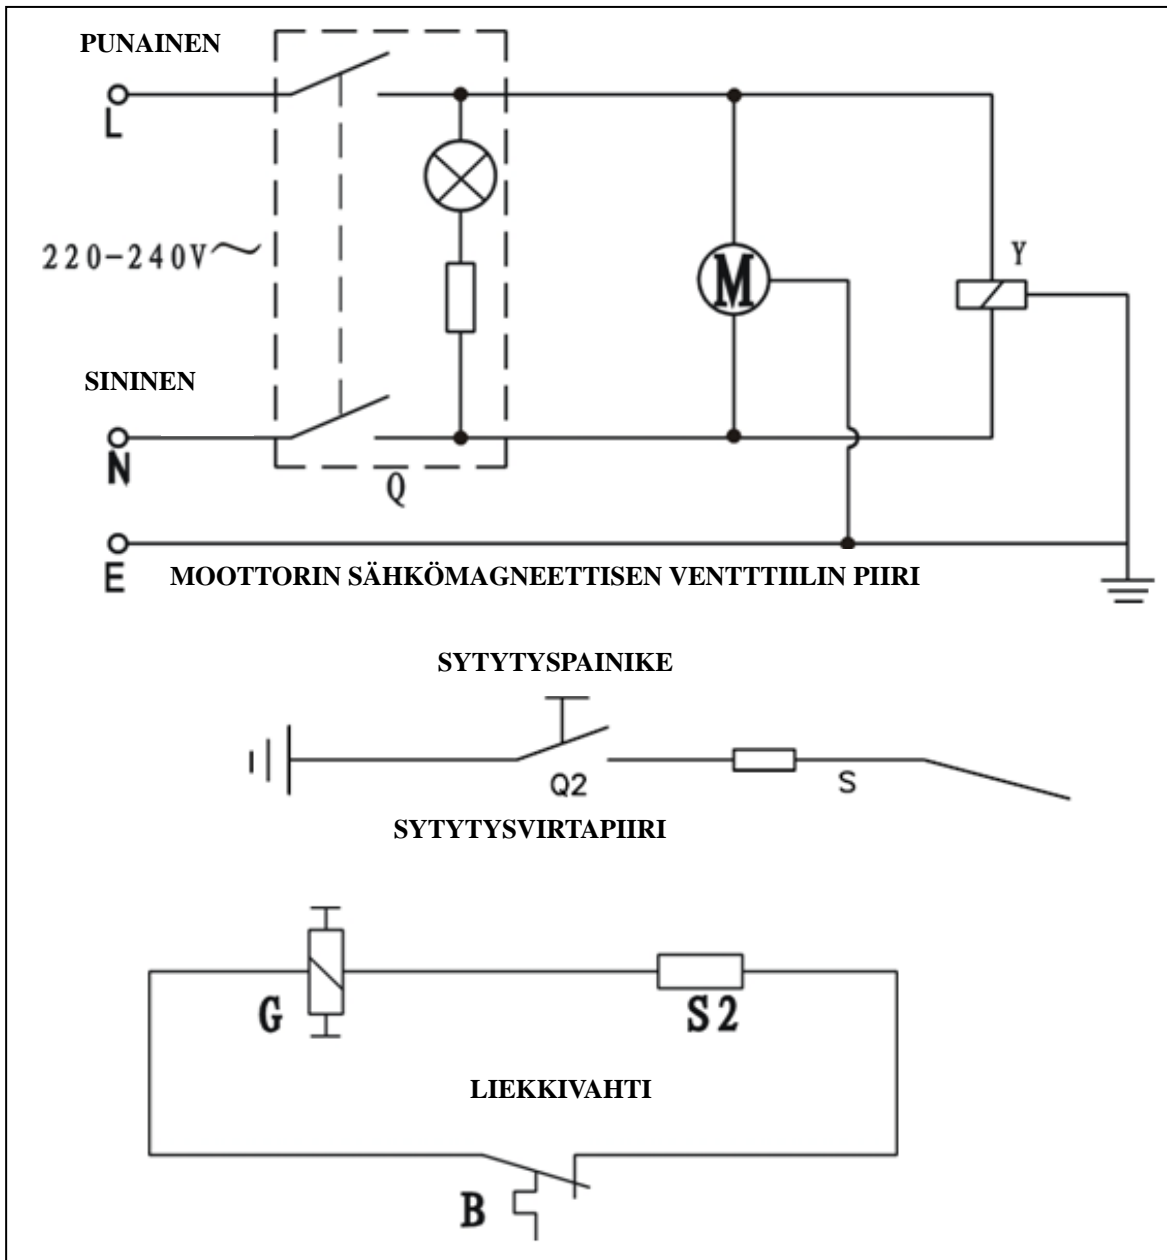 PUNAINEN
L
220-240V~
M
Y
SININEN
N
Q
E
MOOTTORIN SÄHKÖMAGNEETTISEN VENTTTIILIN PIIRI
SYTYTYSPAINIKE
Q2
S
SYTYTYSVIRTAPIIRI
G
S2
LIEKKIVAHTI
B